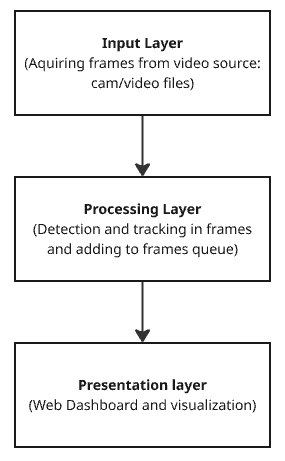 Input Layer
(Aquiring frames from video source:
cam/video files)
Processing Layer
(Detection and tracking in frames
and adding to frames queue)
Presentation layer
(Web Dashboard and visualization)